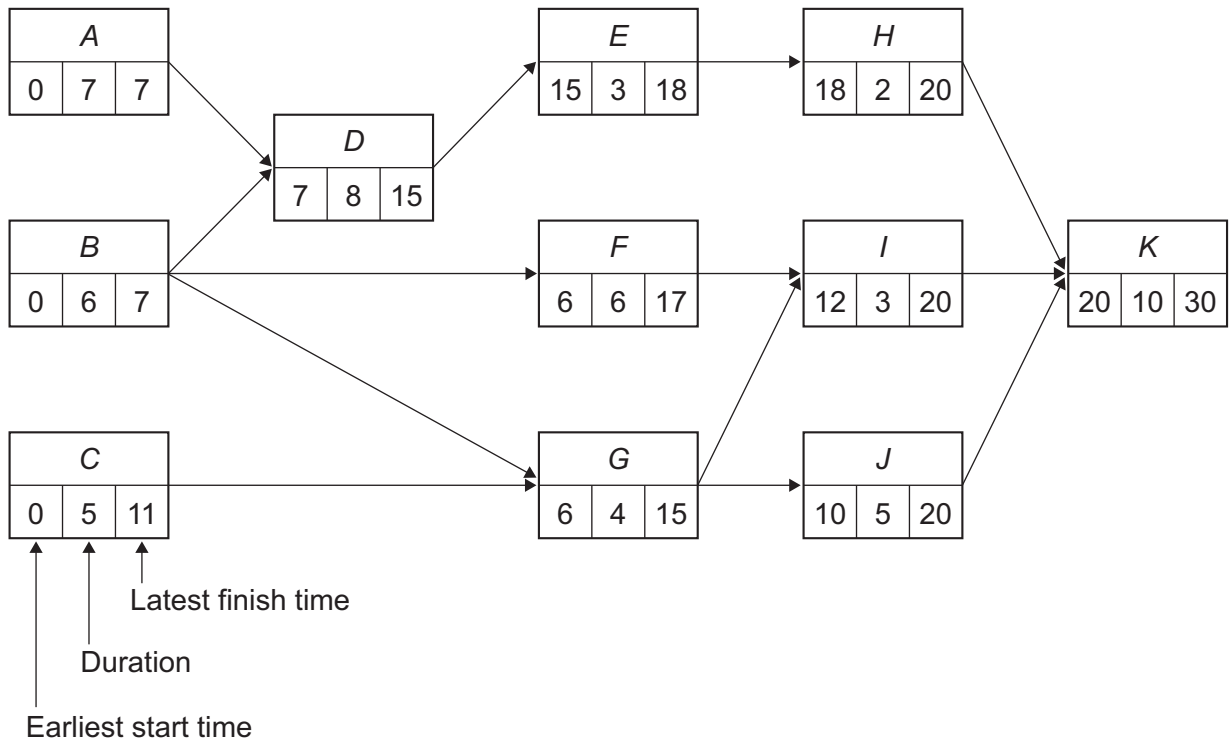 A
0 7 7
D
7 8 15
E
15 3 18
H
18 2 20
B
0 6 7
F
6 6 17
I
12 3 20
K
20 10 30
C
0 5 11
G
6 4 15
J
10 5 20
Latest finish time
Duration
Earliest start time